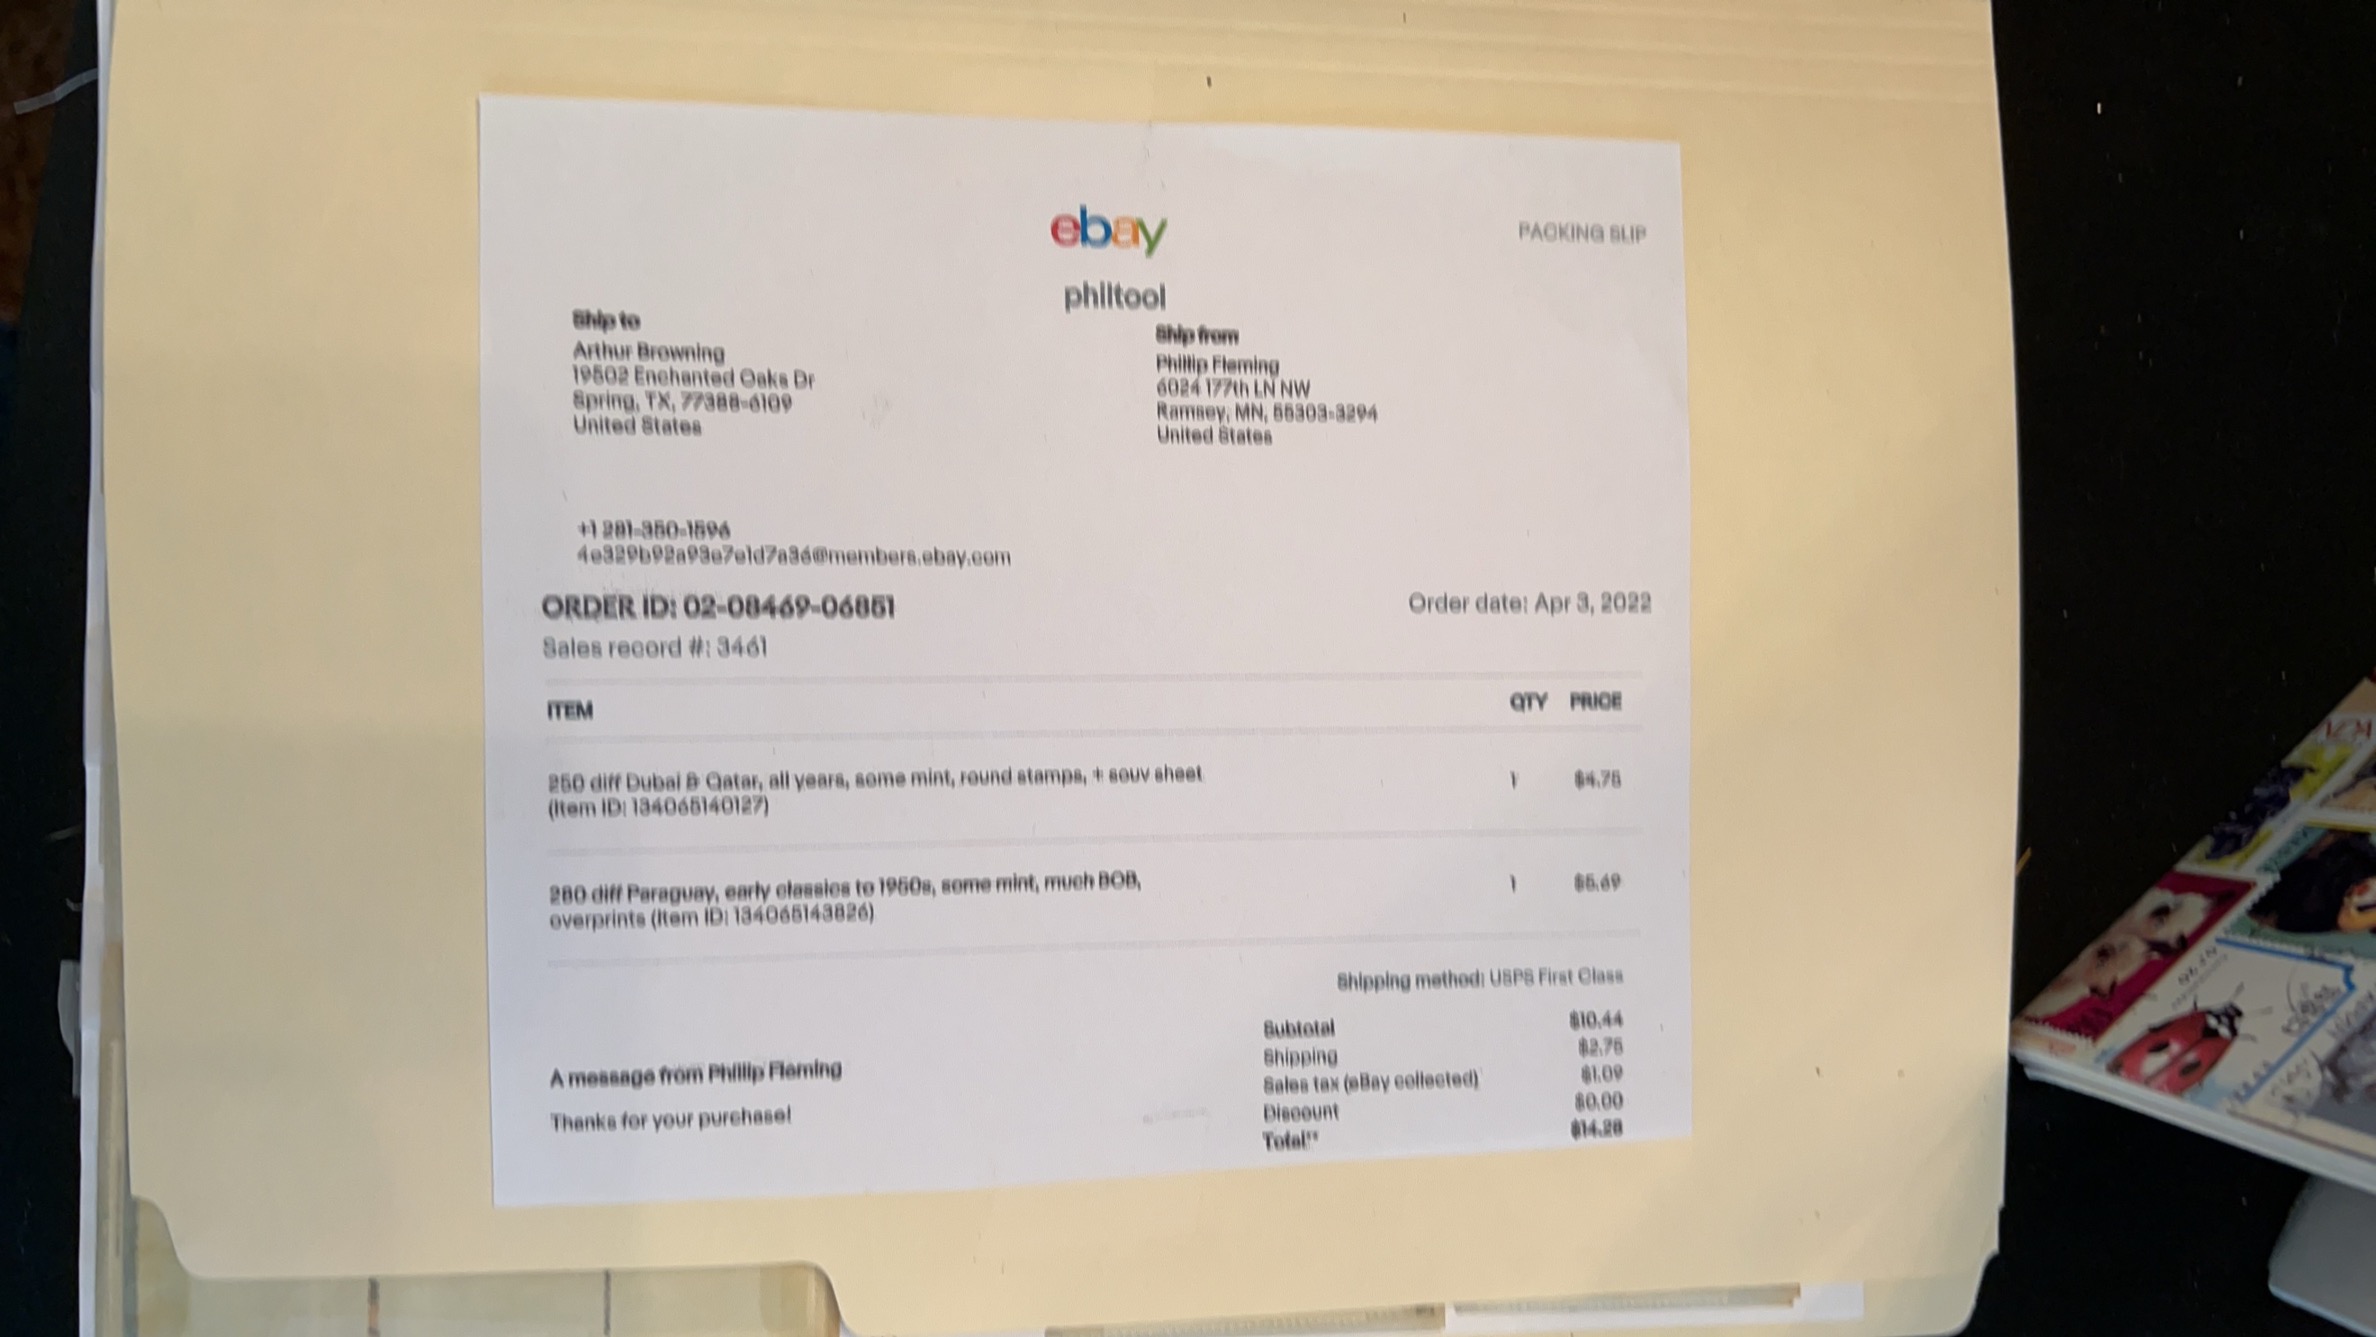 ebay
PACKING SLIP
philtool
Ship to
Arthur Browning
19502 Enchanted Oaks Dr
Spring, TX, 77388-6109
United States
Ship from
Phillip Fleming
6024 177th LN NW
Ramsey, MN, 55303-3294
United States
+1 281-350-1596
4e329b92a93e7e1d7a36@members.ebay.com
ORDER ID: 02-08469-06851
Order date: Apr 3, 2022
Sales record #: 3461
ITEM QTY PRICE
250 diff Dubai & Qatar, all years, some mint, round stamps, + souv sheet 1 $4.75
(Item ID: 134065140127)
280 diff Paraguay, early classics to 1950s, some mint, much BOB, 1 $5.69
overprints (Item ID: 134065143826)
Shipping method: USPS First Class
Subtotal $10.44
Shipping $2.75
Sales tax (eBay collected) $1.09
Discount $0.00
Total** $14.28
A message from Phillip Fleming
Thanks for your purchase!